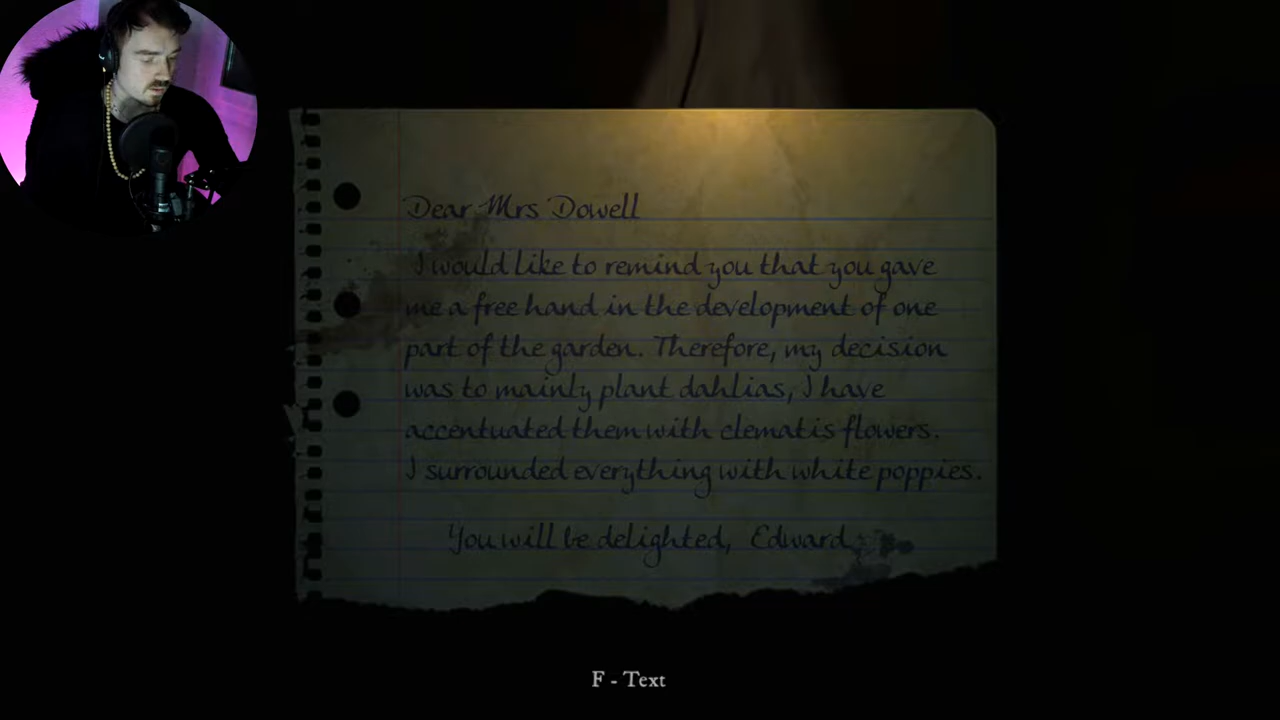 Dear Mrs Dowell
I would like to remind you that you gave
me a free hand in the development of one
part of the garden. Therefore, my decision
was to mainly plant dahlias, I have
accentuated them with clematis flowers.
I surrounded everything with white poppies.
You will be delighted, Edward
F - Text